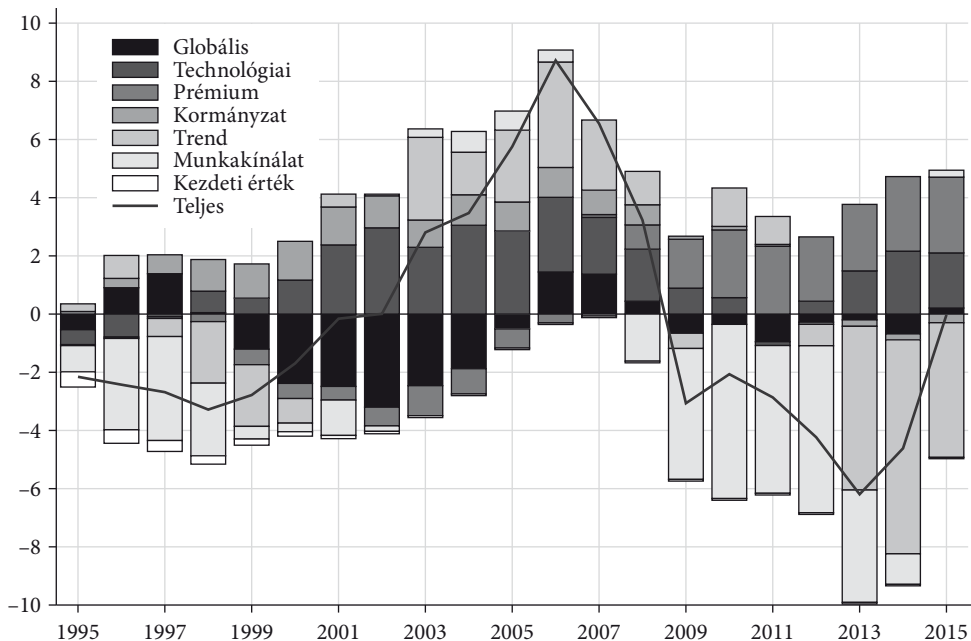 10
8
6
4
2
0
−2
−4
−6
−8
−10
Globális
Technológiai
Prémium
Kormányzat
Trend
Munkakínálat
Kezdeti érték
Teljes
1995 1997 1999 2001 2003 2005 2007 2009 2011 2013 2015